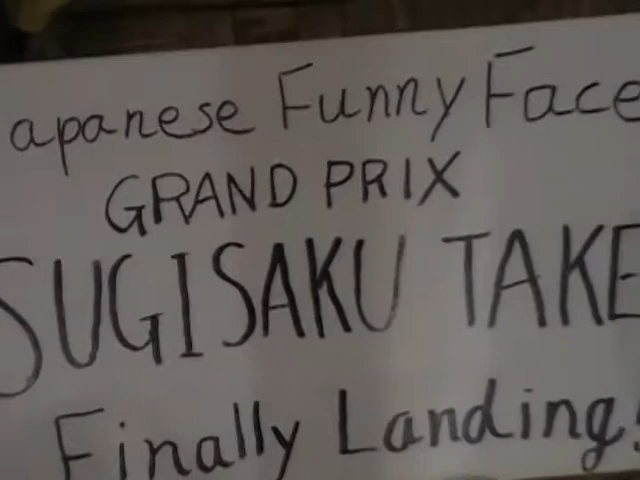 apanese Funny Face
GRAND PRIX
SUGISAKU TAKE
Finally Landing!